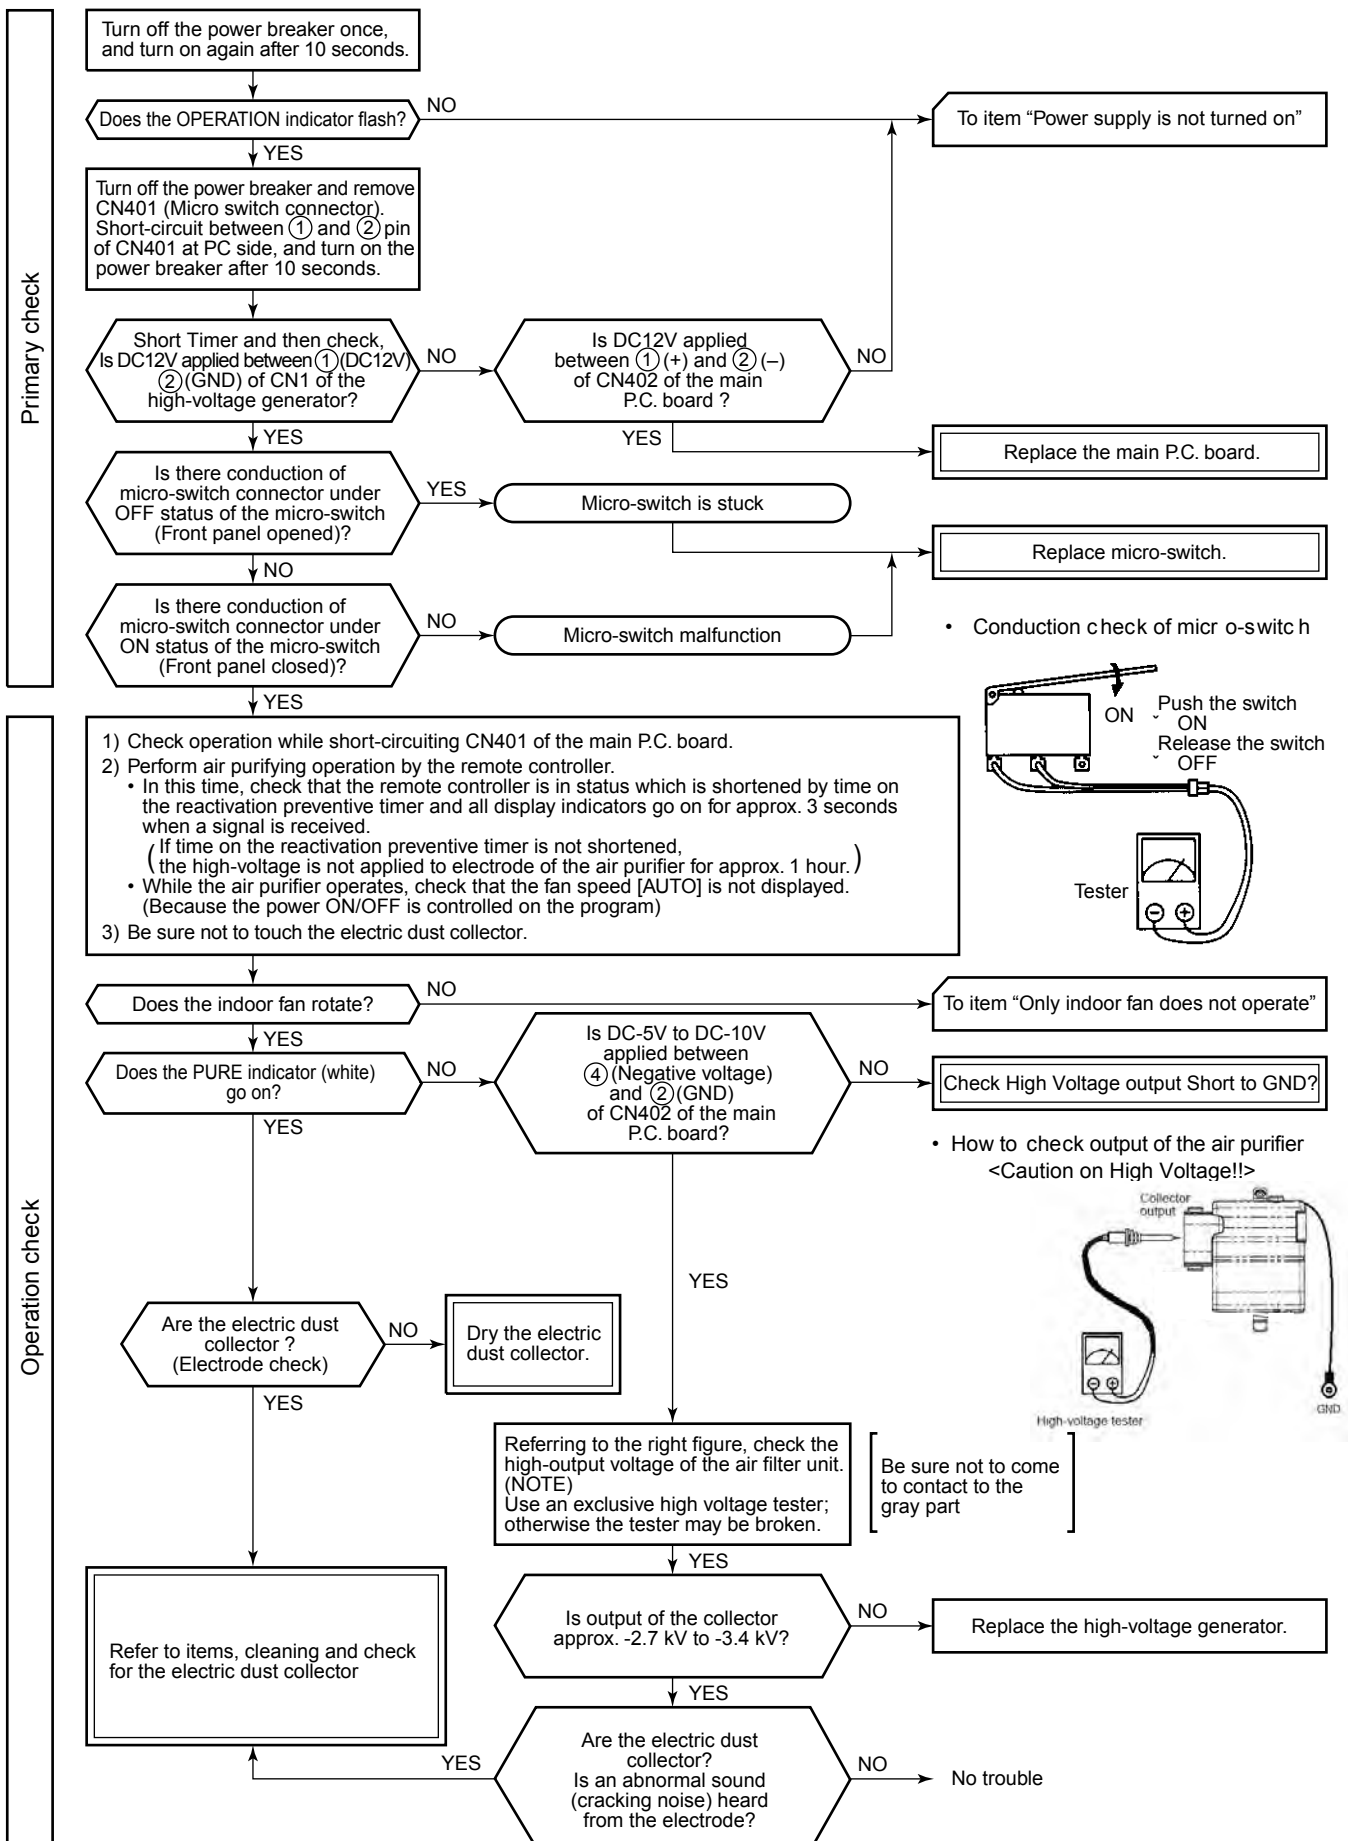 Primary check
Turn off the power breaker once,
and turn on again after 10 seconds.
Does the OPERATION indicator flash?
NO
To item “Power supply is not turned on”
YES
Turn off the power breaker and remove
CN401 (Micro switch connector).
Short-circuit between ① and ② pin
of CN401 at PC side, and turn on the
power breaker after 10 seconds.
Short Timer and then check,
Is DC12V applied between ①(DC12V)
②(GND) of CN1 of the
high-voltage generator?
NO
Is DC12V applied
between ① (+) and ② (–)
of CN402 of the main
P.C. board ?
NO
YES
YES
Replace the main P.C. board.
Is there conduction of
micro-switch connector under
OFF status of the micro-switch
(Front panel opened)?
YES
Micro-switch is stuck
Replace micro-switch.
NO
Is there conduction of
micro-switch connector under
ON status of the micro-switch
(Front panel closed)?
NO
Micro-switch malfunction
• Conduction check of micr o-switc h
YES
ON
Push the switch
ˇ ON
Release the switch
ˇ OFF
Tester
Operation check
1) Check operation while short-circuiting CN401 of the main P.C. board.
2) Perform air purifying operation by the remote controller.
• In this time, check that the remote controller is in status which is shortened by time on
the reactivation preventive timer and all display indicators go on for approx. 3 seconds
when a signal is received.
( If time on the reactivation preventive timer is not shortened,
the high-voltage is not applied to electrode of the air purifier for approx. 1 hour. )
• While the air purifier operates, check that the fan speed [AUTO] is not displayed.
(Because the power ON/OFF is controlled on the program)
3) Be sure not to touch the electric dust collector.
Does the indoor fan rotate?
NO
To item “Only indoor fan does not operate”
YES
Does the PURE indicator (white)
go on?
NO
Is DC-5V to DC-10V
applied between
④ (Negative voltage)
and ② (GND)
of CN402 of the main
P.C. board?
NO
Check High Voltage output Short to GND?
YES
• How to check output of the air purifier
<Caution on High Voltage!!>
Collector
output
High-voltage tester
GND
YES
Are the electric dust
collector ?
(Electrode check)
NO
Dry the electric
dust collector.
YES
Referring to the right figure, check the
high-output voltage of the air filter unit.
(NOTE)
Use an exclusive high voltage tester;
otherwise the tester may be broken.
Be sure not to come
to contact to the
gray part
YES
Is output of the collector
approx. -2.7 kV to -3.4 kV?
NO
Replace the high-voltage generator.
Refer to items, cleaning and check
for the electric dust collector
YES
Are the electric dust
collector?
Is an abnormal sound
(cracking noise) heard
from the electrode?
YES
NO
No trouble